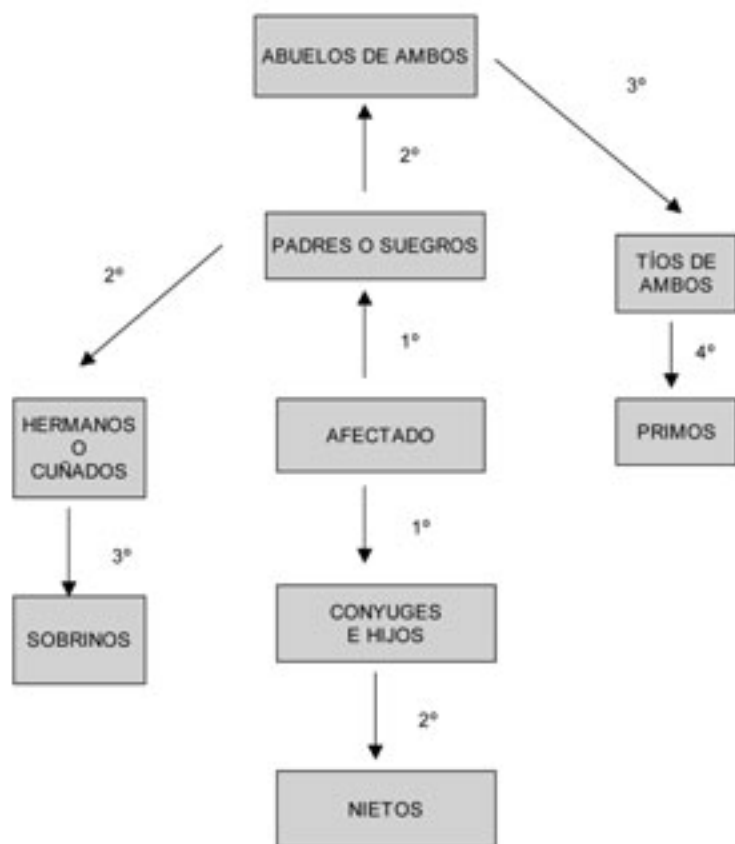 ABUELOS DE AMBOS
3º
2º
PADRES O SUEGROS
TÍOS DE
AMBOS
2º
1º
4º
HERMANOS
O
CUÑADOS
AFECTADO
PRIMOS
3º
1º
SOBRINOS
CONYUGES
E HIJOS
2º
NIETOS